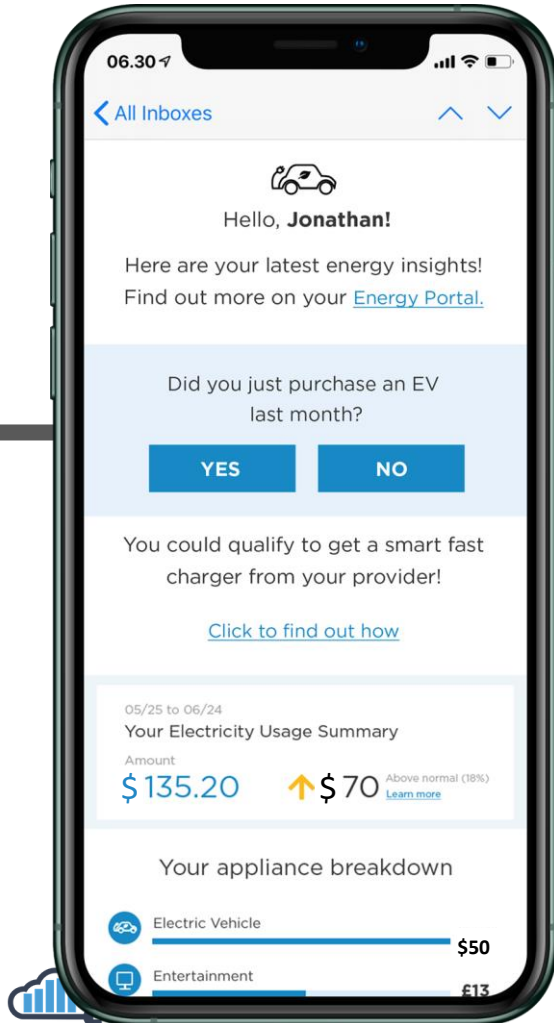 06.30
All Inboxes
Hello, Jonathan!
Here are your latest energy insights!
Find out more on your Energy Portal.
Did you just purchase an EV
last month?
YES NO
You could qualify to get a smart fast
charger from your provider!
Click to find out how
05/25 to 06/24
Your Electricity Usage Summary
Amount
$135.20 $70 Above normal (18%)
Learn more
Your appliance breakdown
Electric Vehicle
$50
Entertainment
£13